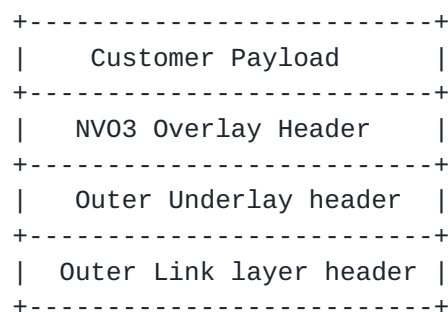 +--------------------------+
|     Customer Payload      |
+--------------------------+
|    NVO3 Overlay Header    |
+--------------------------+
|    Outer Underlay header  |
+--------------------------+
|   Outer Link layer header |
+--------------------------+